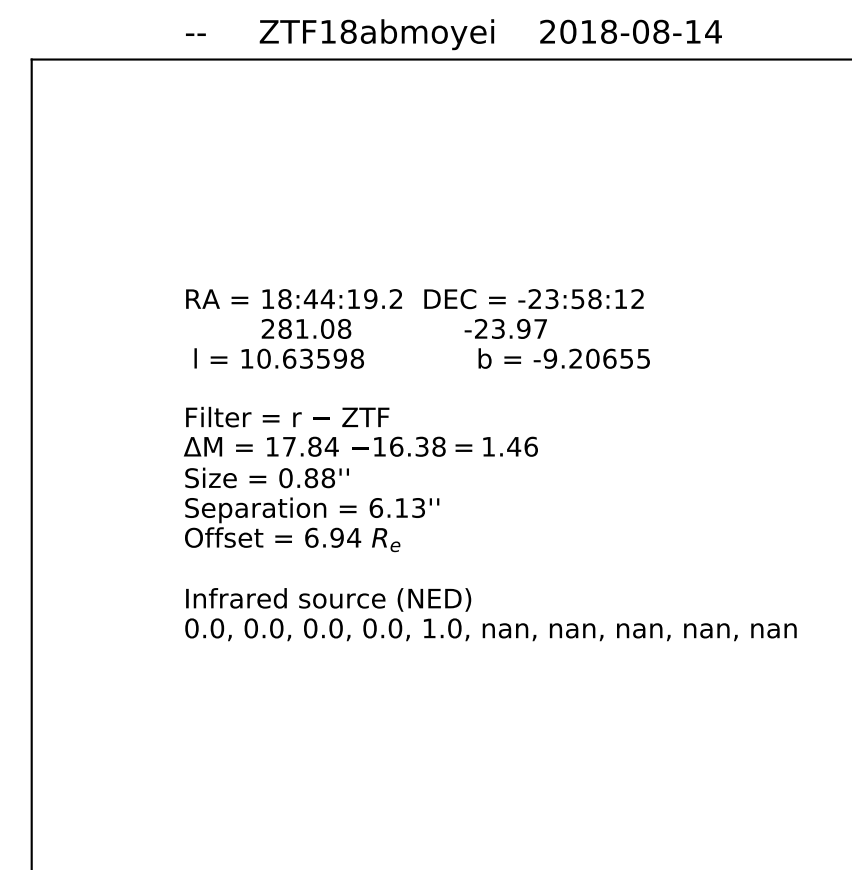 -- ZTF18abmoyei 2018-08-14
RA = 18:44:19.2 DEC = -23:58:12
281.08 -23.97
l = 10.63598 b = -9.20655
Filter = r − ZTF
ΔM = 17.84 −16.38 = 1.46
Size = 0.88''
Separation = 6.13''
Offset = 6.94 Rₑ
Infrared source (NED)
0.0, 0.0, 0.0, 0.0, 1.0, nan, nan, nan, nan, nan